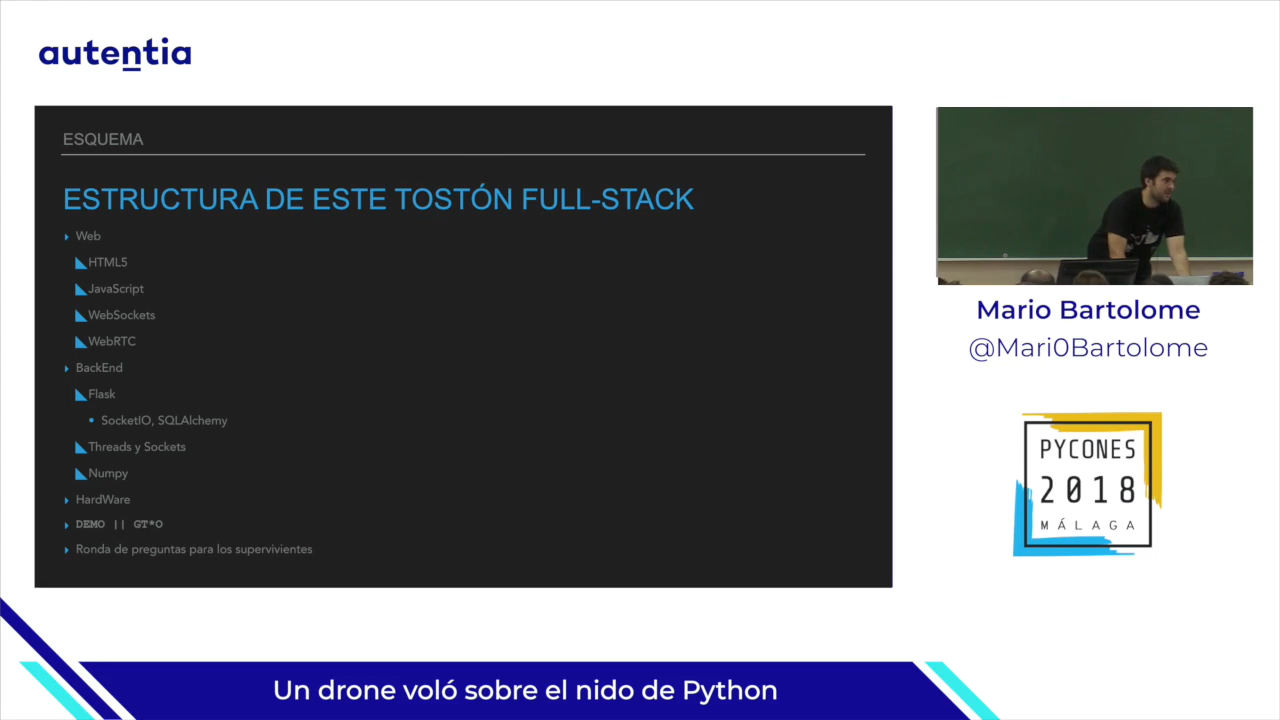 autentia
ESQUEMA
ESTRUCTURA DE ESTE TOSTÓN FULL-STACK
Web
HTML5
JavaScript
WebSockets
WebRTC
BackEnd
Flask
SocketIO, SQLAlchemy
Threads y Sockets
Numpy
HardWare
DEMO || GT*O
Ronda de preguntas para los supervivientes
Mario Bartolome
@Mari0Bartolome
PYCONES
2018
MÁLAGA
Un drone voló sobre el nido de Python